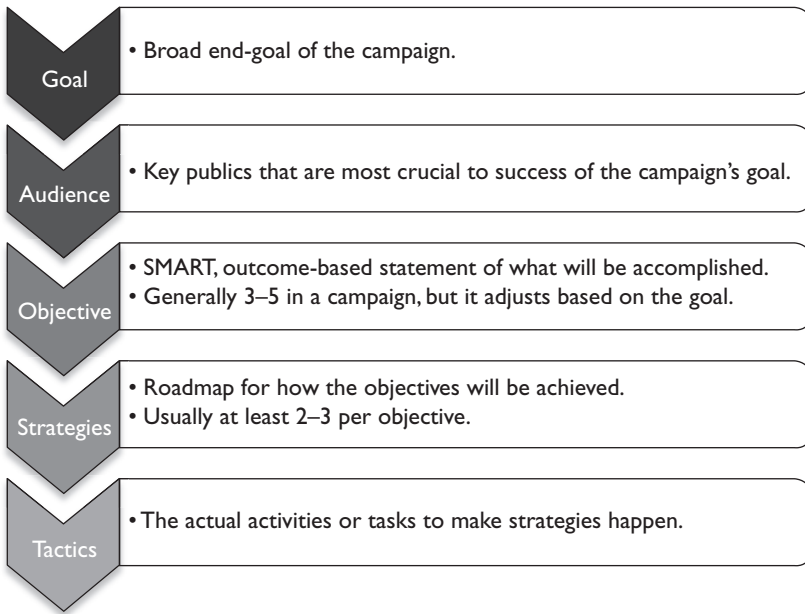 Goal
• Broad end-goal of the campaign.
Audience
• Key publics that are most crucial to success of the campaign’s goal.
Objective
• SMART, outcome-based statement of what will be accomplished.
• Generally 3–5 in a campaign, but it adjusts based on the goal.
Strategies
• Roadmap for how the objectives will be achieved.
• Usually at least 2–3 per objective.
Tactics
• The actual activities or tasks to make strategies happen.